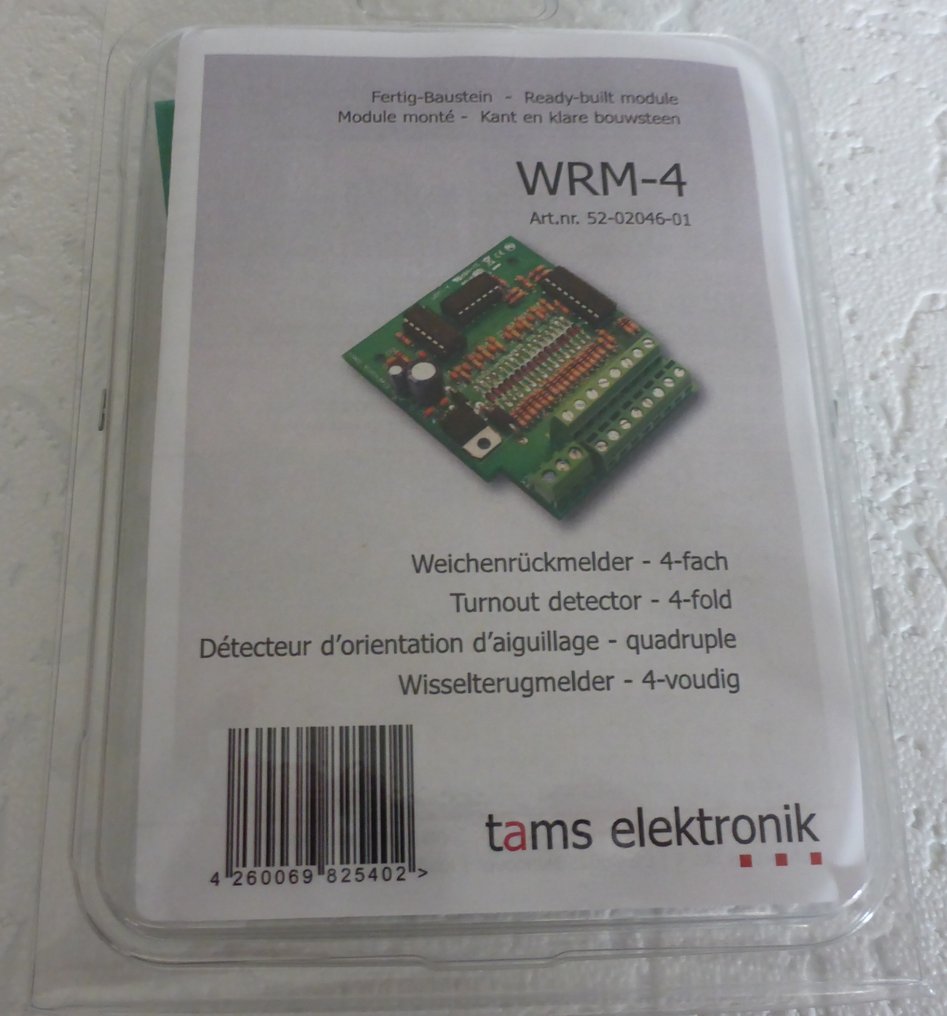 Fertig-Baustein - Ready-built module
Module monté - Kant en klare bouwsteen
WRM-4
Art.nr. 52-02046-01
Weichenrückmelder - 4-fach
Turnout detector - 4-fold
Détecteur d'orientation d'aiguillage - quadruple
Wisselterugmelder - 4-voudig
tams elektronik
4 260069 825402 >